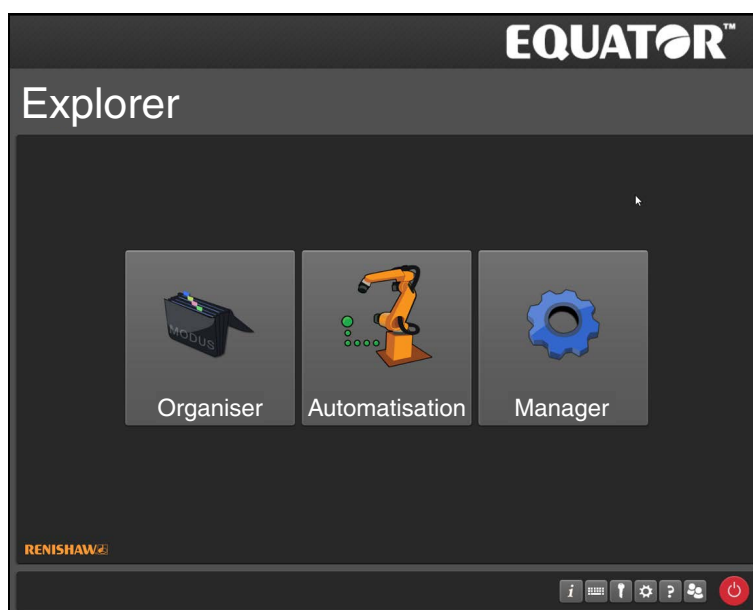 EQUATOR™
Explorer
MODUS
Organiser
Automatisation
Manager
RENISHAW
i
?